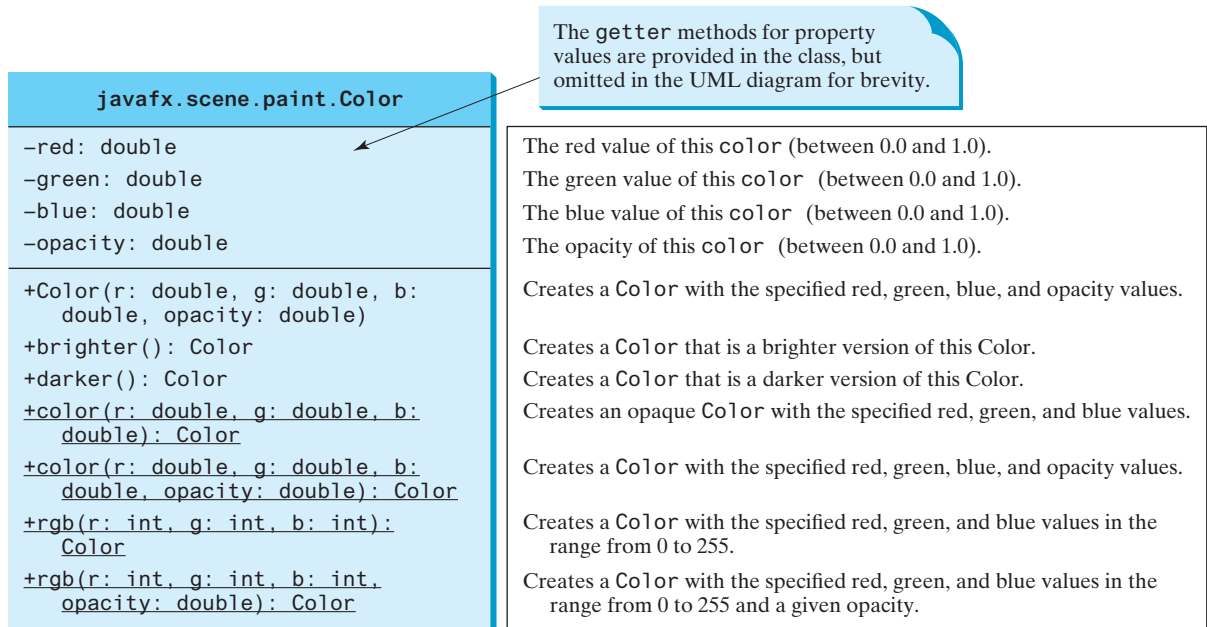 The getter methods for property
values are provided in the class, but
omitted in the UML diagram for brevity.
javafx.scene.paint.Color
–red: double
The red value of this color (between 0.0 and 1.0).
–green: double
The green value of this color (between 0.0 and 1.0).
–blue: double
The blue value of this color (between 0.0 and 1.0).
–opacity: double
The opacity of this color (between 0.0 and 1.0).
+Color(r: double, g: double, b:
double, opacity: double)
Creates a Color with the specified red, green, blue, and opacity values.
+brighter(): Color
Creates a Color that is a brighter version of this Color.
+darker(): Color
Creates a Color that is a darker version of this Color.
+color(r: double, g: double, b:
double): Color
Creates an opaque Color with the specified red, green, and blue values.
+color(r: double, g: double, b:
double, opacity: double): Color
Creates a Color with the specified red, green, blue, and opacity values.
+rgb(r: int, g: int, b: int):
Color
Creates a Color with the specified red, green, and blue values in the
range from 0 to 255.
+rgb(r: int, g: int, b: int,
opacity: double): Color
Creates a Color with the specified red, green, and blue values in the
range from 0 to 255 and a given opacity.